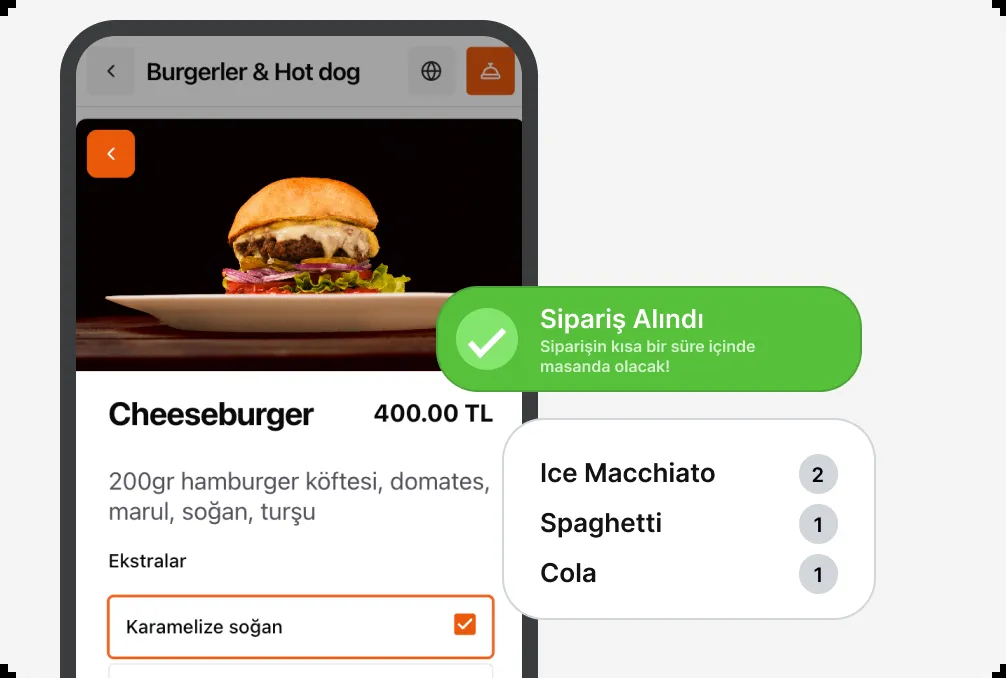 Burgerler & Hot dog
Sipariş Alındı
Siparişin kısa bir süre içinde
masanda olacak!
Cheeseburger 400.00 TL
200gr hamburger köftesi, domates,
marul, soğan, turşu
Ekstralar
Karamelize soğan
Ice Macchiato 2
Spaghetti 1
Cola 1